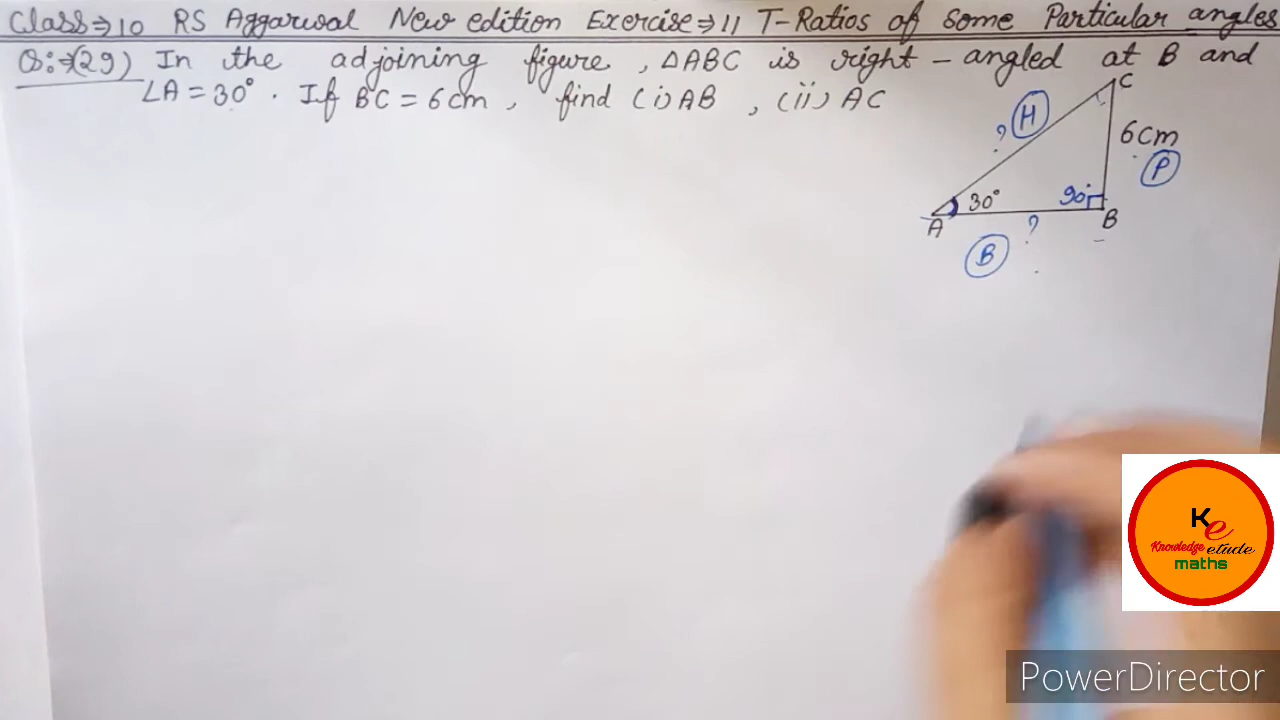 Class⇒10 RS Aggarwal New edition Exercise⇒11 T-Ratios of some Particular angles
Q:⇒(29) In the adjoining figure, △ABC is right-angled at B and
∠A = 30°. If BC = 6cm, find (i) AB, (ii) AC
C
H
?
6cm
P
30°
90°
A
?
B
B
Ke
Knowledge etude
maths
PowerDirector